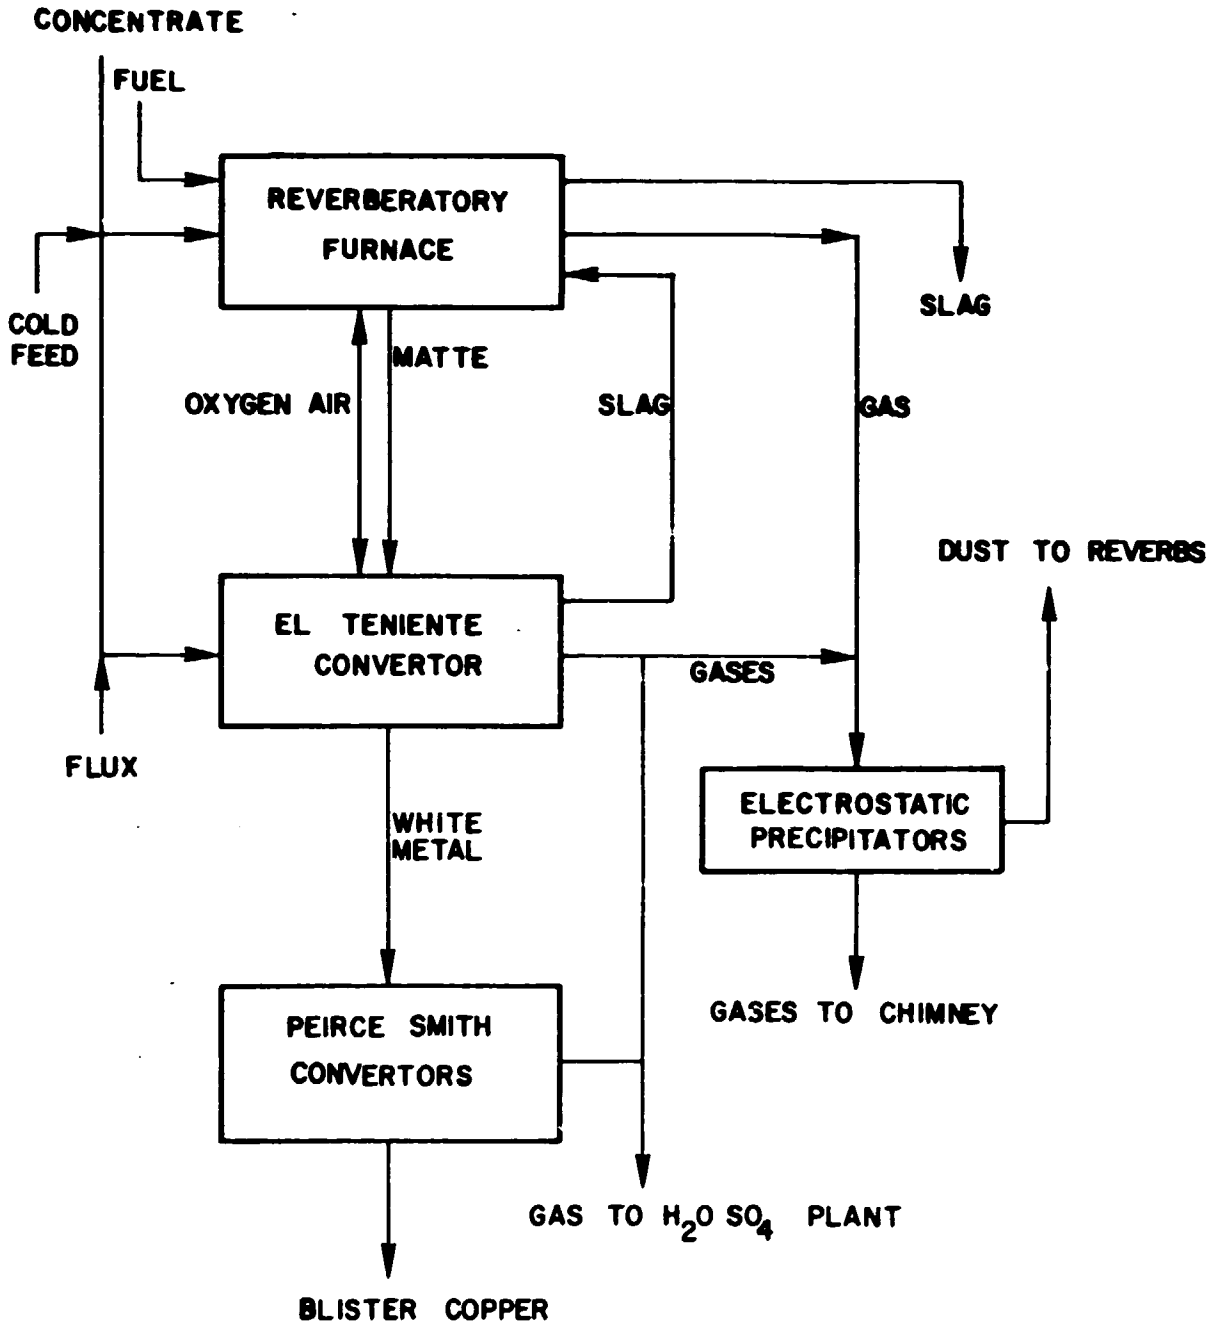 CONCENTRATE
FUEL
REVERBERATORY
FURNACE
COLD
FEED
SLAG
MATTE
OXYGEN AIR
SLAG
GAS
DUST TO REVERBS
EL TENIENTE
CONVERTOR
GASES
FLUX
WHITE
METAL
ELECTROSTATIC
PRECIPITATORS
GASES TO CHIMNEY
PEIRCE SMITH
CONVERTORS
GAS TO H₂O SO₄ PLANT
BLISTER COPPER